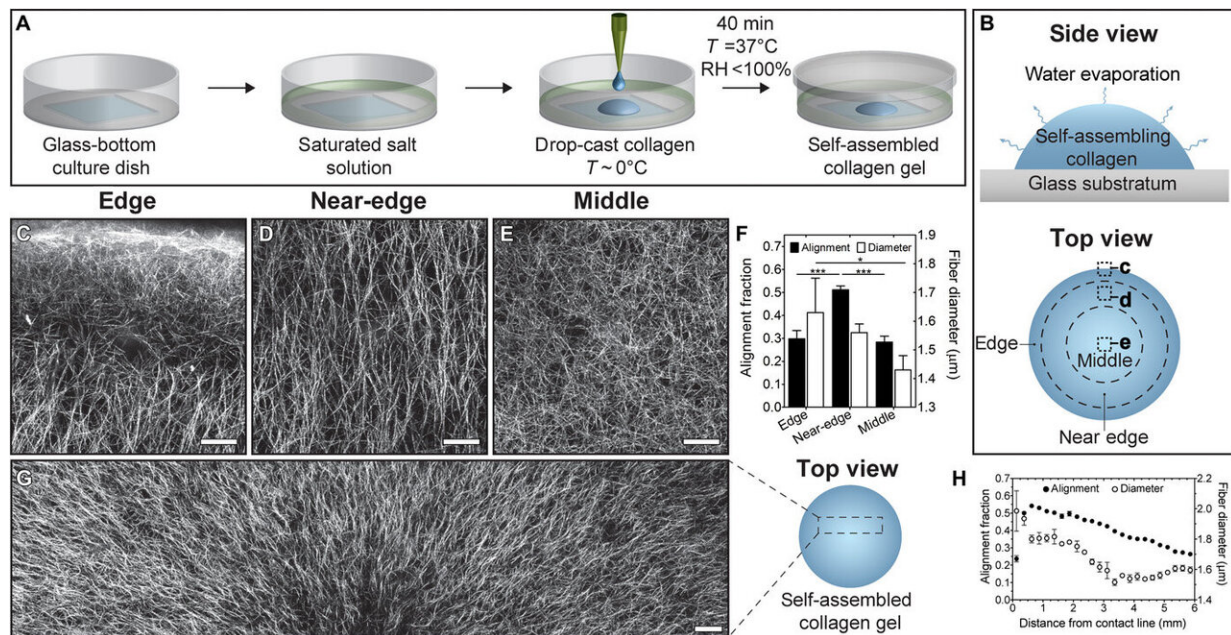 A
Glass-bottom
culture dish
Saturated salt
solution
Drop-cast collagen
T ~ 0°C
40 min
T =37°C
RH <100%
Self-assembled
collagen gel
B
Side view
Water evaporation
Self-assembling
collagen
Glass substratum
Top view
c
d
e
Edge
Middle
Near edge
Edge
Near-edge
Middle
C
D
E
F
Alignment
Diameter
*
***
***
Alignment fraction
0.7
0.6
0.5
0.4
0.3
0.2
0.1
0.0
Fiber diameter (μm)
1.9
1.8
1.7
1.6
1.5
1.4
1.3
Edge
Near-edge
Middle
G
Top view
Self-assembled
collagen gel
H
Alignment
Diameter
Alignment fraction
0.7
0.6
0.5
0.4
0.3
0.2
0.1
0.0
Fiber diameter (μm)
2.2
2.0
1.8
1.6
1.4
0 1 2 3 4 5 6
Distance from contact line (mm)